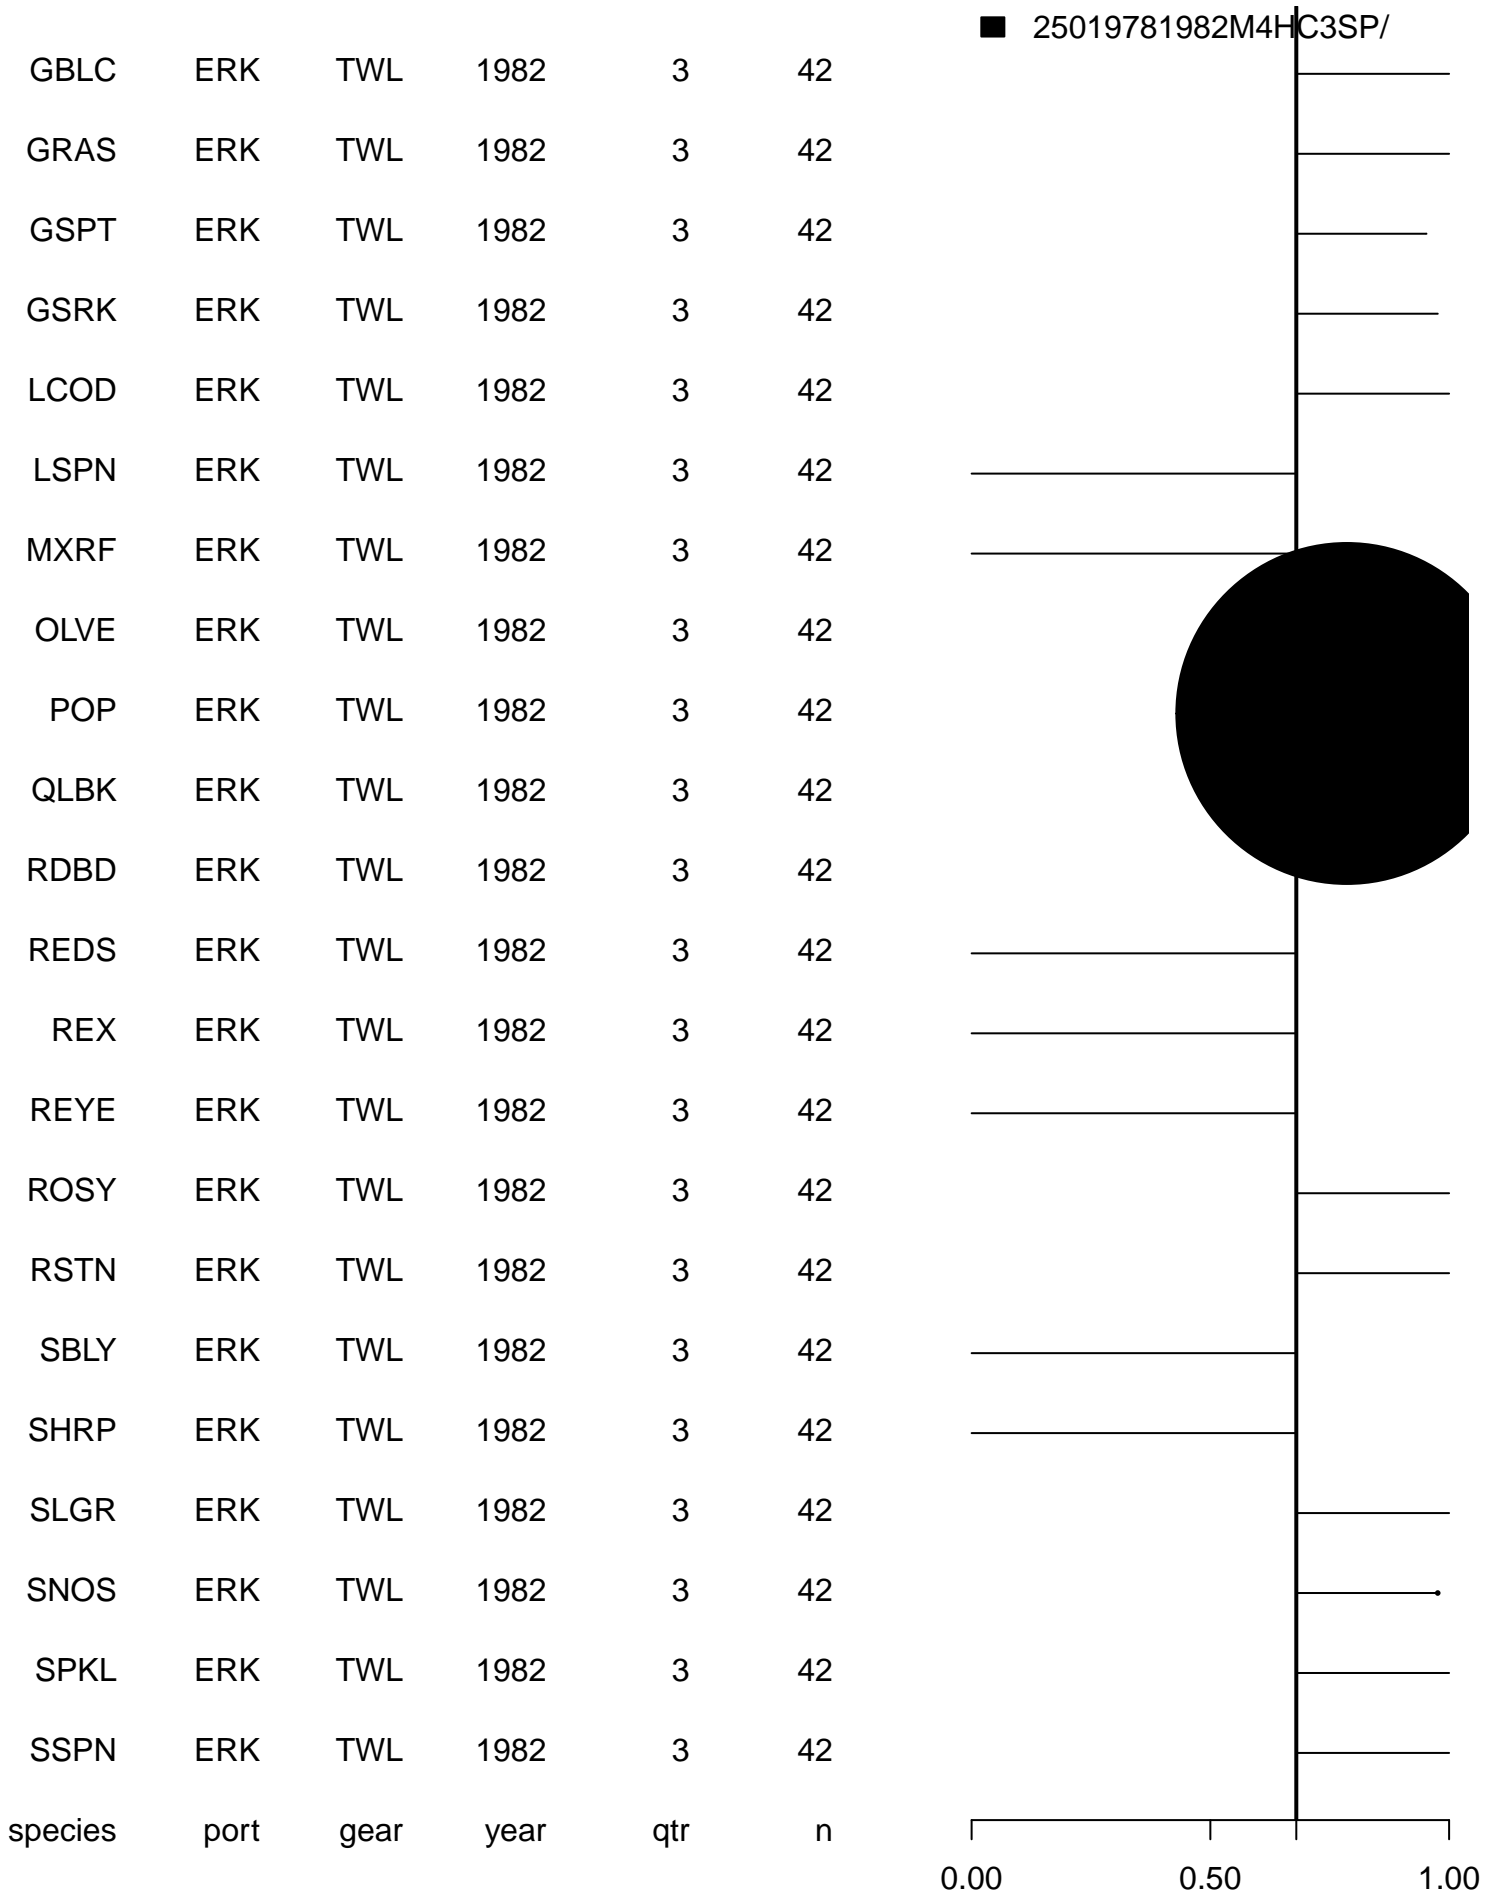 25019781982M4HC3SP/
GBLC ERK TWL 1982 3 42
GRAS ERK TWL 1982 3 42
GSPT ERK TWL 1982 3 42
GSRK ERK TWL 1982 3 42
LCOD ERK TWL 1982 3 42
LSPN ERK TWL 1982 3 42
MXRF ERK TWL 1982 3 42
OLVE ERK TWL 1982 3 42
POP ERK TWL 1982 3 42
QLBK ERK TWL 1982 3 42
RDBD ERK TWL 1982 3 42
REDS ERK TWL 1982 3 42
REX ERK TWL 1982 3 42
REYE ERK TWL 1982 3 42
ROSY ERK TWL 1982 3 42
RSTN ERK TWL 1982 3 42
SBLY ERK TWL 1982 3 42
SHRP ERK TWL 1982 3 42
SLGR ERK TWL 1982 3 42
SNOS ERK TWL 1982 3 42
SPKL ERK TWL 1982 3 42
SSPN ERK TWL 1982 3 42
species port gear year qtr n
0.00 0.50 1.00